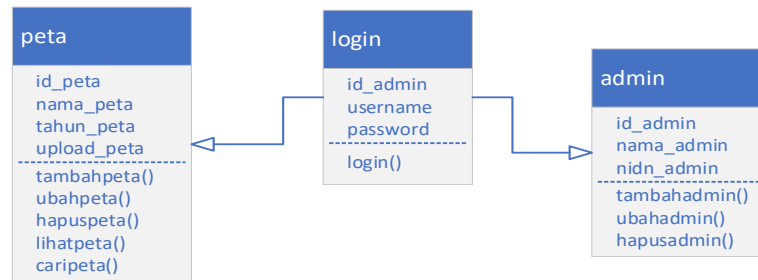 peta
id_peta
nama_peta
tahun_peta
upload_peta
tambahpeta()
ubahpeta()
hapuspeta()
lihatpeta()
caripeta()
login
id_admin
username
password
login()
admin
id_admin
nama_admin
nidn_admin
tambahadmin()
ubahadmin()
hapusadmin()